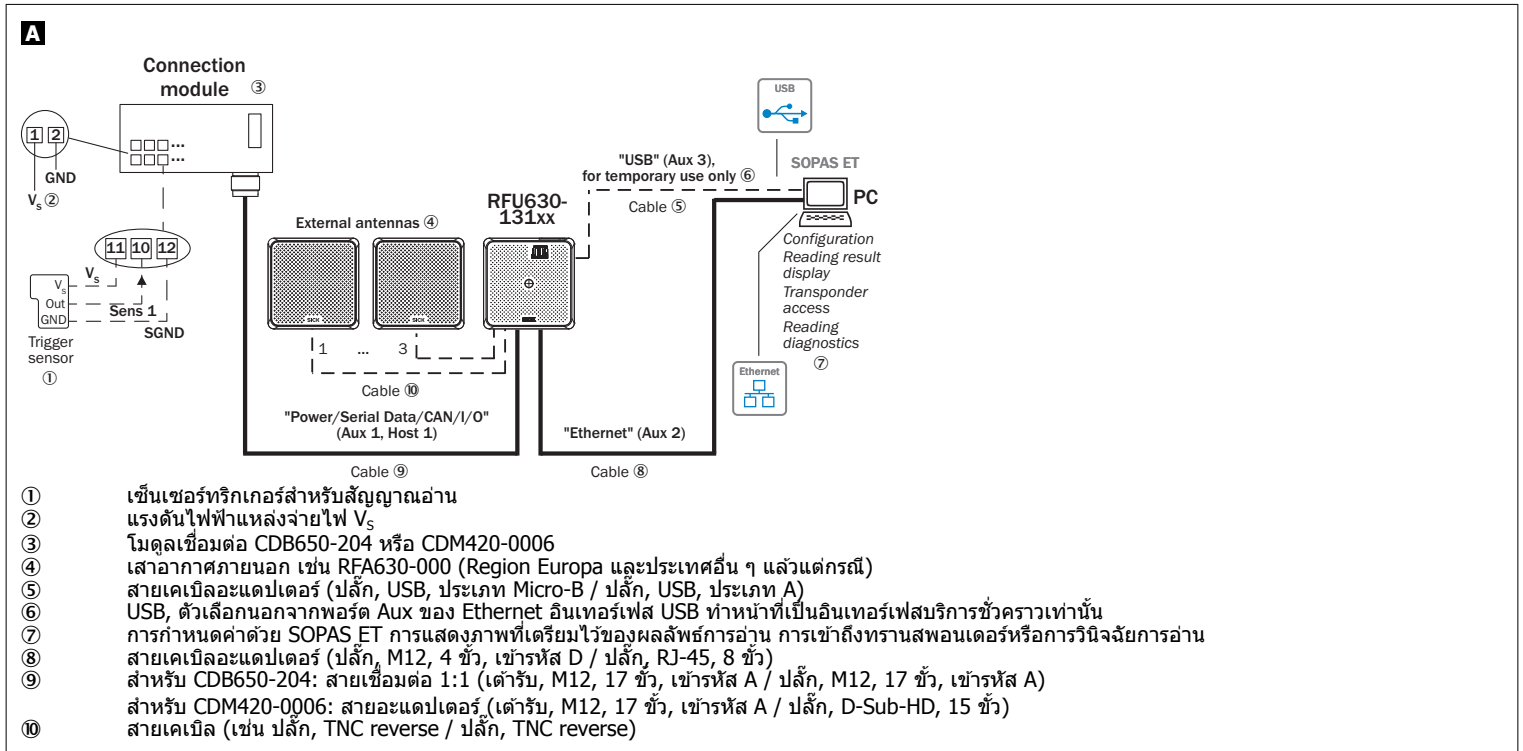 A
Connection
module ③
1 2
GND
Vs ②
11 10 12
Vs
Vs
Out
GND
Sens 1
SGND
Trigger
sensor
①
External antennas ④
SICK
SICK
1 ... 3
Cable ⑩
RFU630-
131xx
"USB" (Aux 3),
for temporary use only ⑥
Cable ⑤
USB
SOPAS ET
PC
Configuration
Reading result
display
Transponder
access
Reading
diagnostics
⑦
Ethernet
"Power/Serial Data/CAN/I/O"
(Aux 1, Host 1)
Cable ⑨
"Ethernet" (Aux 2)
Cable ⑧
① เซ็นเซอร์ทริกเกอร์สำหรับสัญญาณอ่าน
② แรงดันไฟฟ้าแหล่งจ่ายไฟ Vs
③ โมดูลเชื่อมต่อ CDB650-204 หรือ CDM420-0006
④ เสาอากาศภายนอก เช่น RFA630-000 (Region Europa และประเทศอื่น ๆ แล้วแต่กรณี)
⑤ สายเคเบิลอะแดปเตอร์ (ปลั๊ก, USB, ประเภท Micro-B / ปลั๊ก, USB, ประเภท A)
⑥ USB, ตัวเลือกนอกจากพอร์ต Aux ของ Ethernet อินเทอร์เฟส USB ทำหน้าที่เป็นอินเทอร์เฟสบริการชั่วคราวเท่านั้น
⑦ การกำหนดค่าด้วย SOPAS ET การแสดงภาพที่เตรียมไว้ของผลลัพธ์การอ่าน การเข้าถึงทรานสพอนเดอร์หรือการวินิจฉัยการอ่าน
⑧ สายเคเบิลอะแดปเตอร์ (ปลั๊ก, M12, 4 ขั้ว, เข้ารหัส D / ปลั๊ก, RJ-45, 8 ขั้ว)
⑨ สำหรับ CDB650-204: สายเชื่อมต่อ 1:1 (เต้ารับ, M12, 17 ขั้ว, เข้ารหัส A / ปลั๊ก, M12, 17 ขั้ว, เข้ารหัส A)
สำหรับ CDM420-0006: สายอะแดปเตอร์ (เต้ารับ, M12, 17 ขั้ว, เข้ารหัส A / ปลั๊ก, D-Sub-HD, 15 ขั้ว)
⑩ สายเคเบิล (เช่น ปลั๊ก, TNC reverse / ปลั๊ก, TNC reverse)